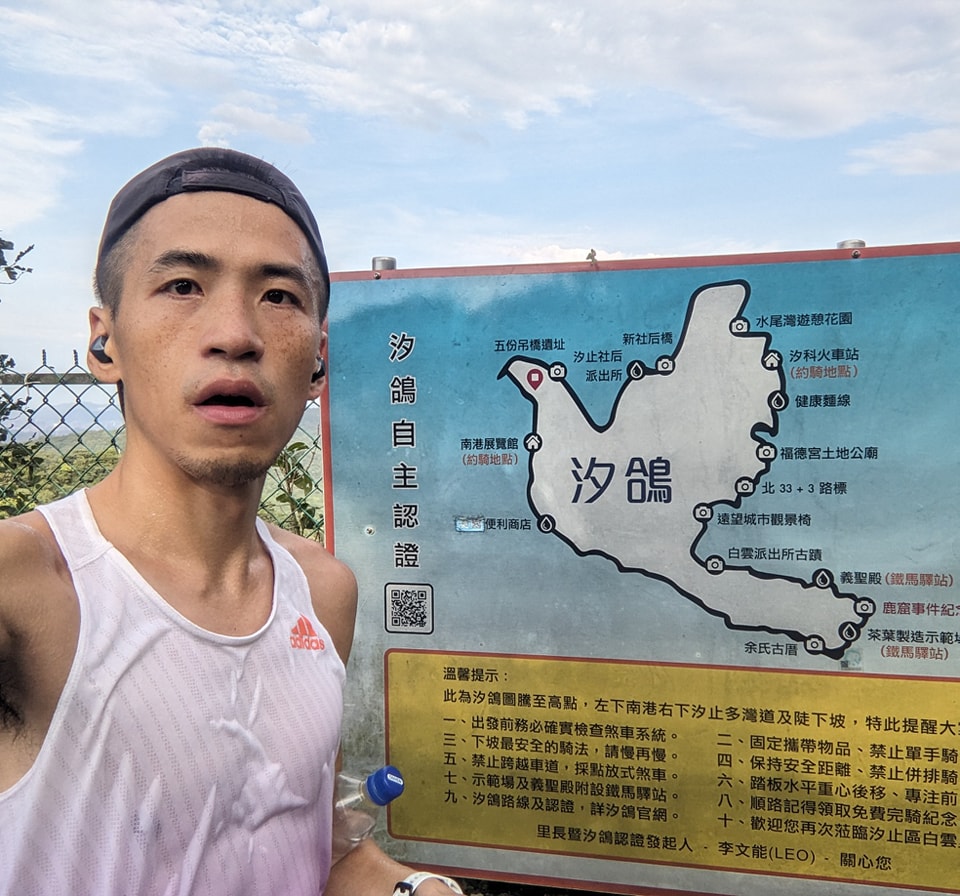 汐鴿自主認證
五份吊橋遺址
新社后橋
汐止社后
派出所
水尾灣遊憩花園
汐科火車站
(約騎地點)
健康麵線
南港展覽館
(約騎地點)
福德宮土地公廟
汐鴿
北 33 + 3 路標
便利商店
遠望城市觀景椅
白雲派出所古蹟
義聖殿 (鐵馬驛站)
鹿窟事件紀
茶葉製造示範場
(鐵馬驛站)
余氏古厝
adidas
溫馨提示：
此為汐鴿圖騰至高點，左下南港右下汐止多灣道及陡下坡，特此提醒大
一、出發前務必確實檢查煞車系統。
二、固定攜帶物品、禁止單手騎
三、下坡最安全的騎法，請慢再慢。
四、保持安全距離、禁止併排騎
五、禁止跨越車道，採點放式煞車。
六、踏板水平重心後移、專注前
七、示範場及義聖殿附設鐵馬驛站。
八、順路記得領取免費完騎紀念
九、汐鴿路線及認證，詳汐鴿官網。
十、歡迎您再次蒞臨汐止區白雲
里長暨汐鴿認證發起人 - 李文能(LEO) - 關心您